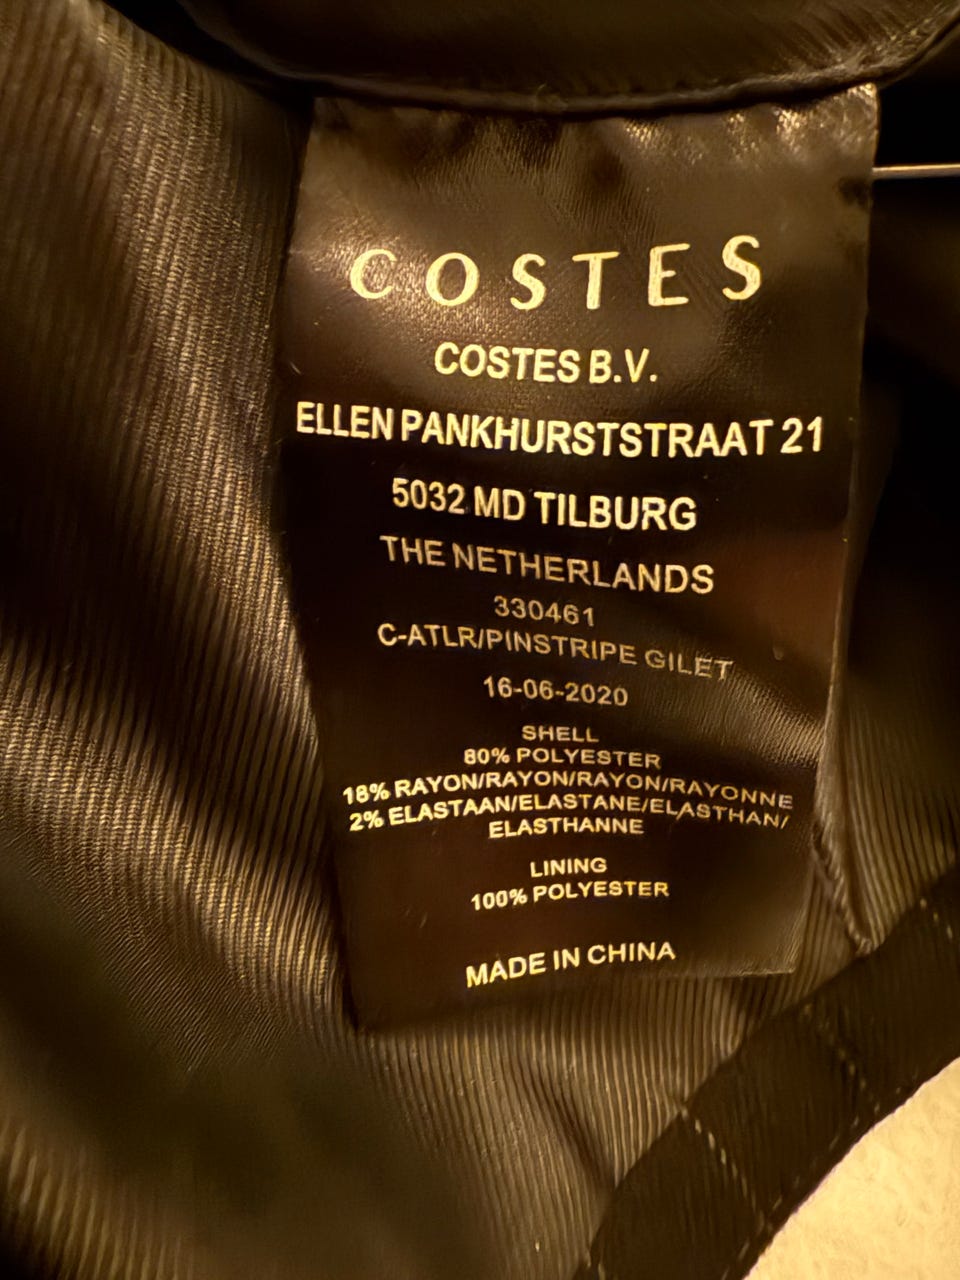 COSTES
COSTES B.V.
ELLEN PANKHURSTSTRAAT 21
5032 MD TILBURG
THE NETHERLANDS
330461
C-ATLR/PINSTRIPE GILET
16-06-2020
SHELL
80% POLYESTER
18% RAYON/RAYON/RAYON/RAYONNE
2% ELASTAAN/ELASTANE/ELASTHAN/
ELASTHANNE
LINING
100% POLYESTER
MADE IN CHINA